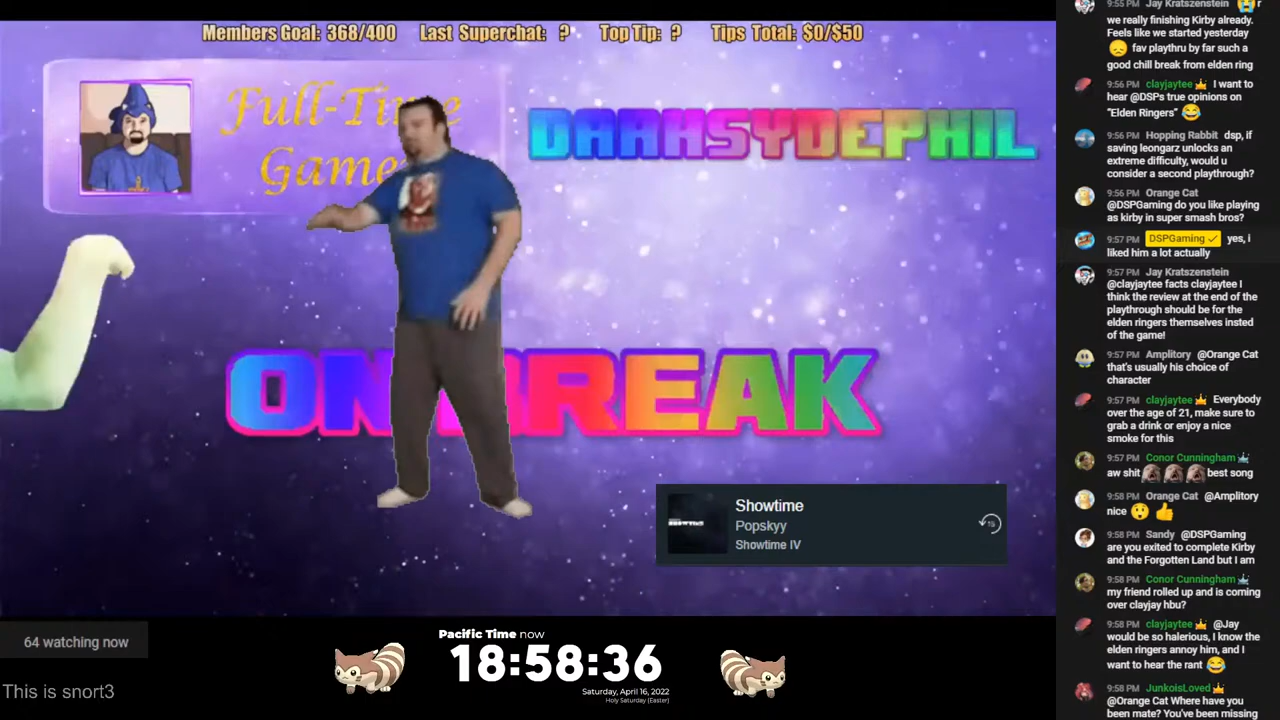 Members Goal: 368/400 Last Superchat: ? Top Tip: ? Tips Total: $0/$50
Full-Time
Game
DAAHSYDEPHIL
ON BREAK
Showtime
Popskyy
Showtime IV
15
64 watching now
This is snort3
Pacific Time now
18:58:36
Saturday, April 16, 2022
Holy Saturday (Easter)
9:55 PM Jay Kratszenstein r
we really finishing Kirby already.
Feels like we started yesterday
😞 fav playthru by far such a
good chill break from elden ring
9:56 PM clayjaytee I want to
hear @DSPs true opinions on
"Elden Ringers" 😂
9:56 PM Hopping Rabbit dsp, if
saving leongarz unlocks an
extreme difficulty, would u
consider a second playthrough?
9:56 PM Orange Cat
@DSPGaming do you like playing
as kirby in super smash bros?
9:57 PM DSPGaming ✓ yes, i
liked him a lot actually
9:57 PM Jay Kratszenstein
@clayjaytee facts clayjaytee I
think the review at the end of the
playthrough should be for the
elden ringers themselves insted
of the game!
9:57 PM Amplitory @Orange Cat
that's usually his choice of
character
9:57 PM clayjaytee Everybody
over the age of 21, make sure to
grab a drink or enjoy a nice
smoke for this
9:57 PM Conor Cunningham
aw shit best song
9:58 PM Orange Cat @Amplitory
nice 😲 👍
9:58 PM Sandy @DSPGaming
are you exited to complete Kirby
and the Forgotten Land but I am
9:58 PM Conor Cunningham
my friend rolled up and is coming
over clayjay hbu?
9:58 PM clayjaytee @Jay
would be so halerious, I know the
elden ringers annoy him, and I
want to hear the rant 😂
9:58 PM JunkoisLoved
@Orange Cat Where have you
been mate? You've been missing